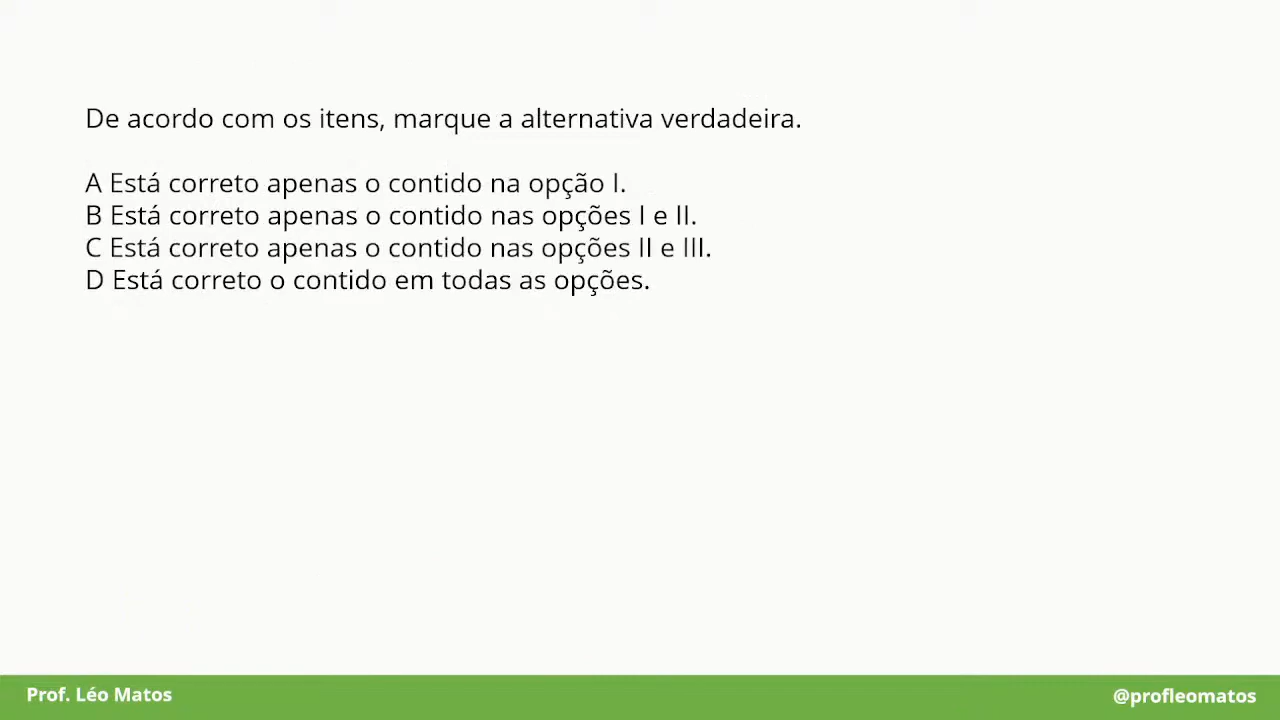 De acordo com os itens, marque a alternativa verdadeira.
A Está correto apenas o contido na opção I.
B Está correto apenas o contido nas opções I e II.
C Está correto apenas o contido nas opções II e III.
D Está correto o contido em todas as opções.
Prof. Léo Matos
@profleomatos